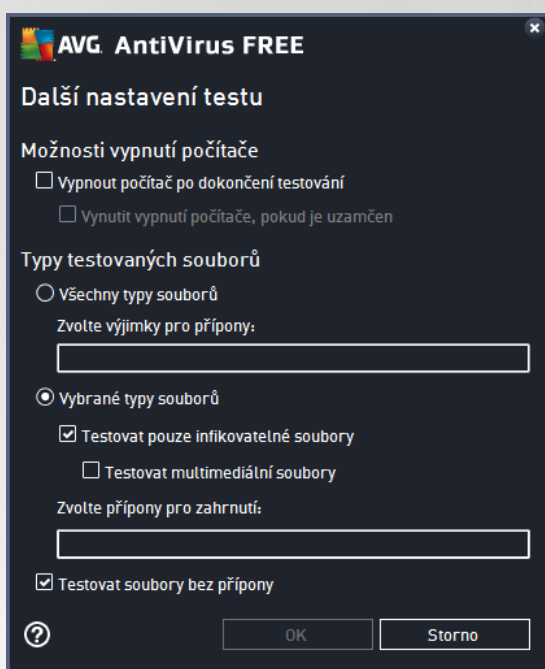 AVG. AntiVirus FREE
Další nastavení testu
Možnosti vypnutí počítače
Vypnout počítač po dokončení testování
Vynutit vypnutí počítače, pokud je uzamčen
Typy testovaných souborů
Všechny typy souborů
Zvolte výjimky pro přípony:
Vybrané typy souborů
Testovat pouze infikovatelné soubory
Testovat multimediální soubory
Zvolte přípony pro zahrnutí:
Testovat soubory bez přípony
OK
Storno